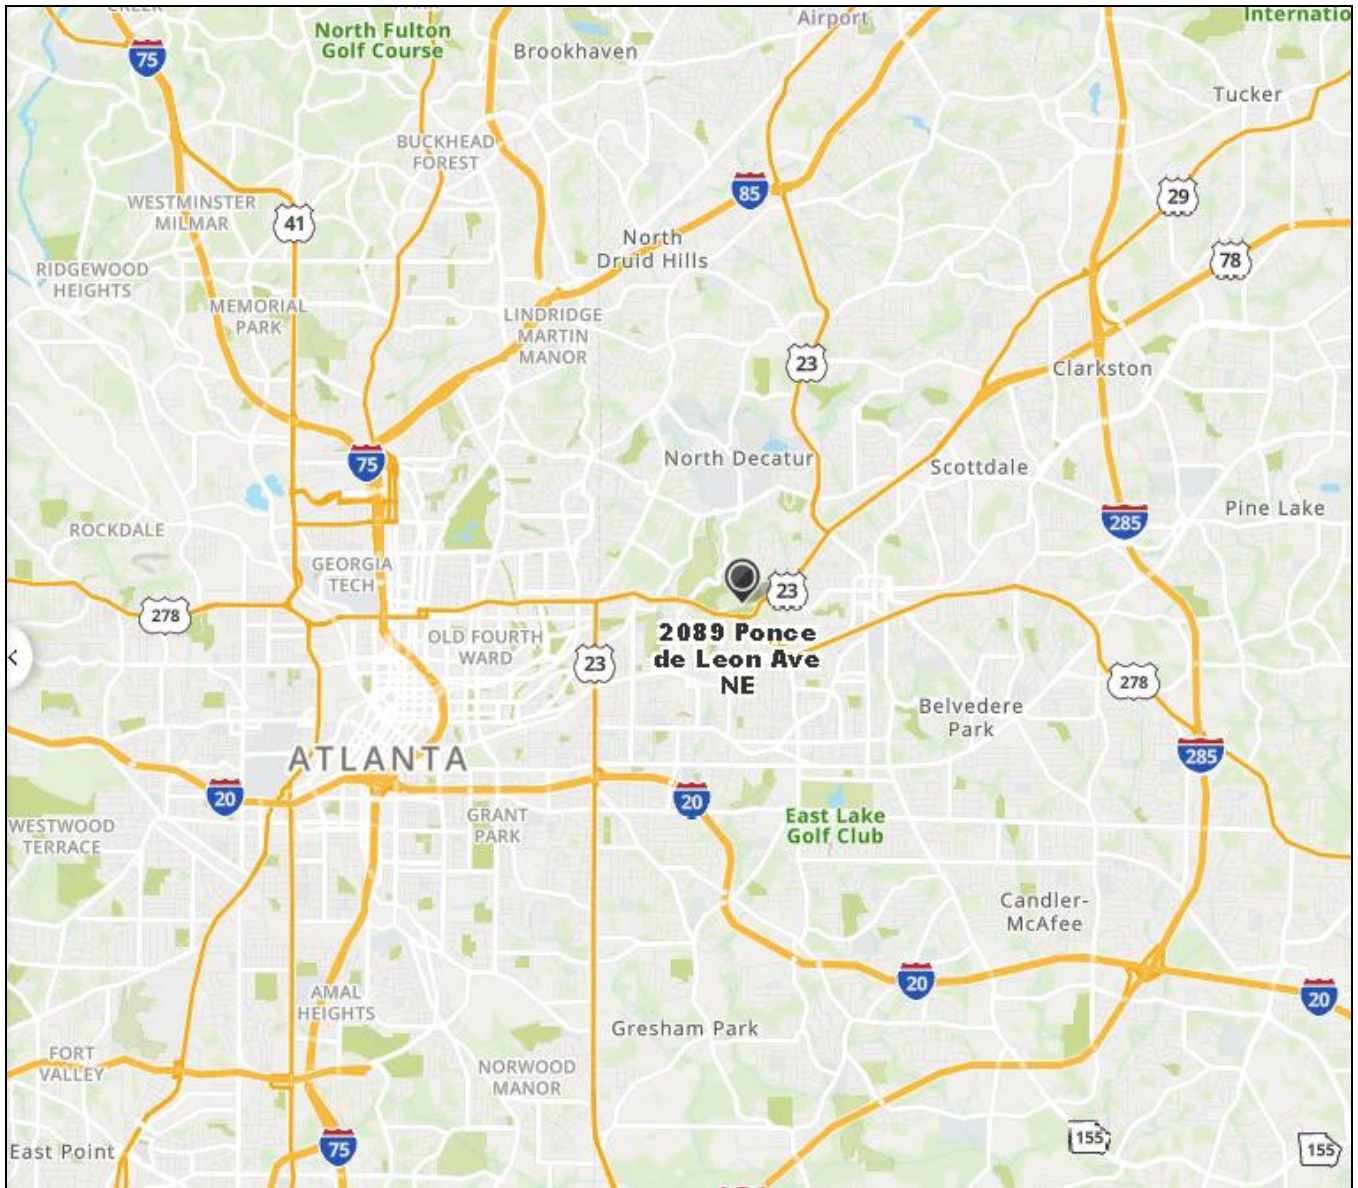 CREEK
North Fulton
Golf Course
Airport
Internatio
75
Brookhaven
Tucker
BUCKHEAD
FOREST
85
29
WESTMINSTER
MILMAR
41
North
Druid Hills
78
RIDGEWOOD
HEIGHTS
MEMORIAL
PARK
LINDRIDGE
MARTIN
MANOR
23
Clarkston
75
North Decatur
Scottdale
285
Pine Lake
ROCKDALE
GEORGIA
TECH
23
278
2089 Ponce
de Leon Ave
NE
OLD FOURTH
WARD
23
278
Belvedere
Park
ATLANTA
285
20
20
WESTWOOD
TERRACE
GRANT
PARK
East Lake
Golf Club
Candler-
McAfee
20
20
AMAL
HEIGHTS
Gresham Park
FORT
VALLEY
NORWOOD
MANOR
East Point
75
155
155